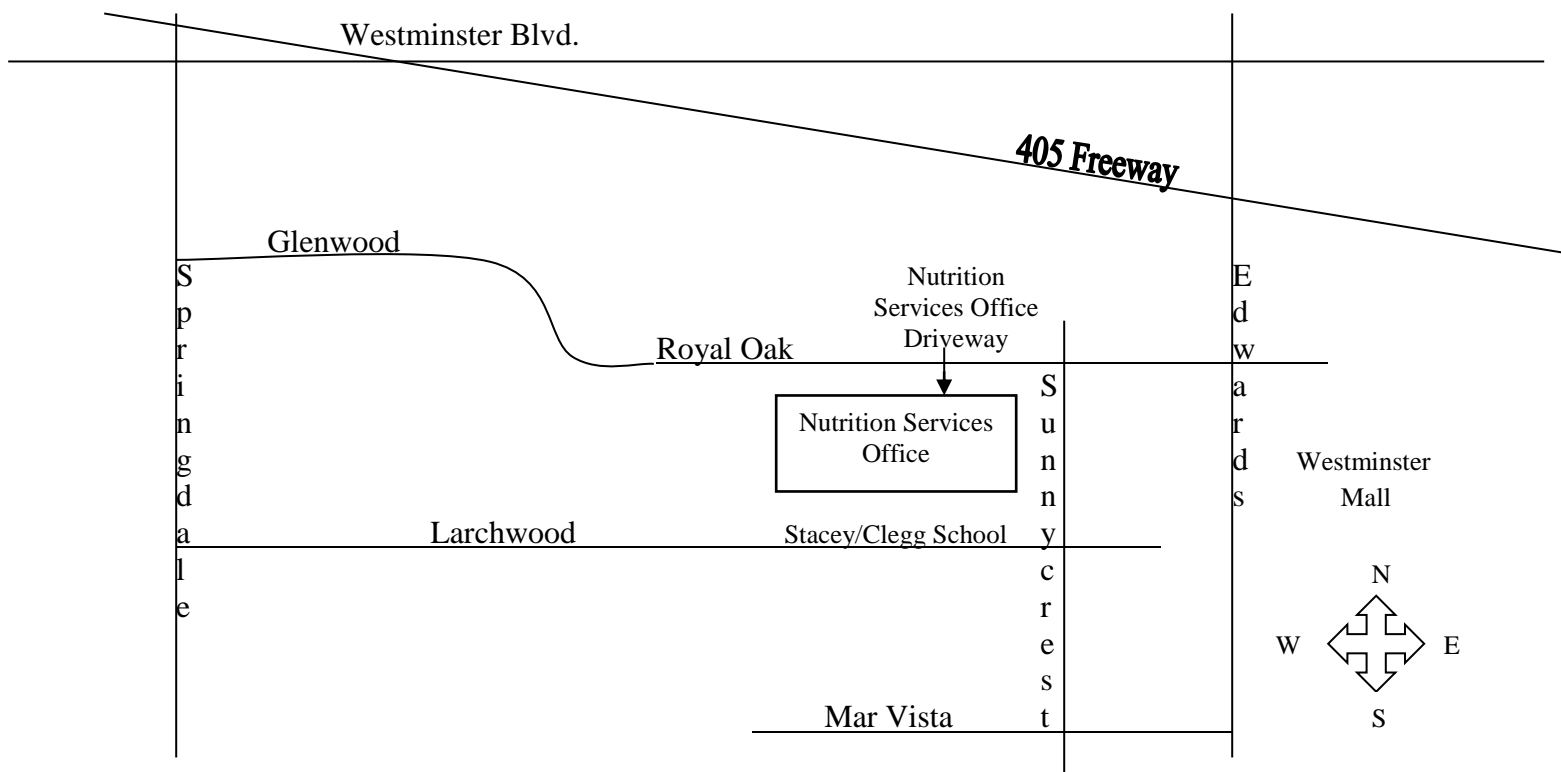 Westminster Blvd.
405 Freeway
Glenwood
Springdale
Edwards
Nutrition
Services Office
Driveway
Royal Oak
Sunnycrest
Nutrition Services
Office
Westminster
Mall
Larchwood
Stacey/Clegg School
N
W
E
S
Mar Vista